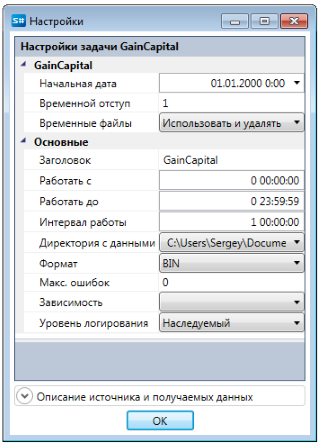 S# Настройки
Настройки задачи GainCapital
GainCapital
Начальная дата 01.01.2000 0:00
Временной отступ 1
Временные файлы Использовать и удалять
Основные
Заголовок GainCapital
Работать с 0 00:00:00
Работать до 0 23:59:59
Интервал работы 1 00:00:00
Директория с данными C:\Users\Sergey\Docume
Формат BIN
Макс. ошибок 0
Зависимость
Уровень логирования Наследуемый
Описание источника и получаемых данных
OK